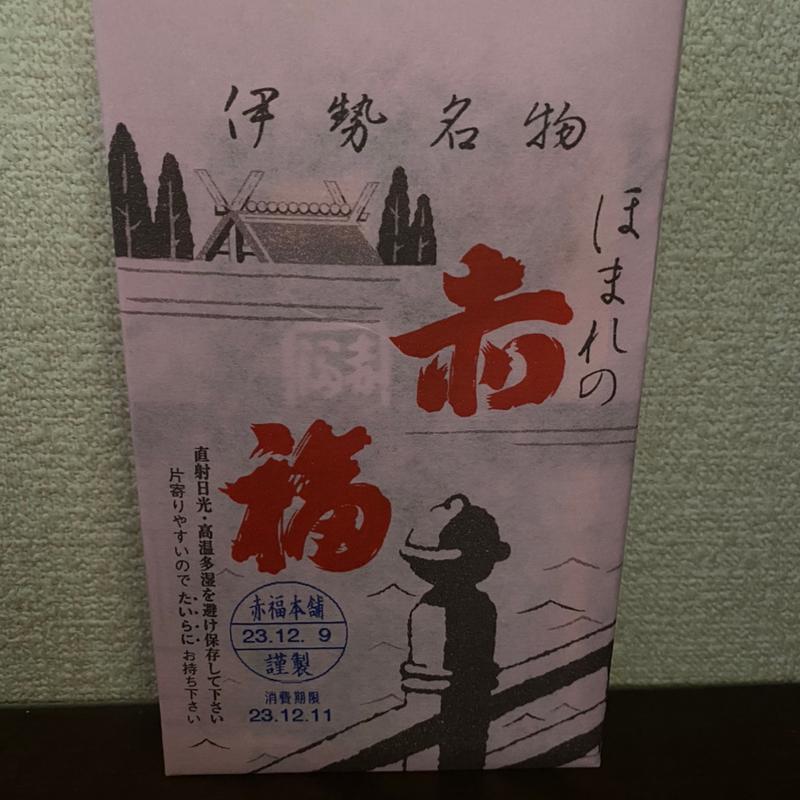 伊勢名物
ほまれの
赤
福
直射日光・高温多湿を避け保存して下さい
片寄りやすいのでたいらにお持ち下さい
赤福本舗
23.12. 9
謹製
消費期限
23.12.11